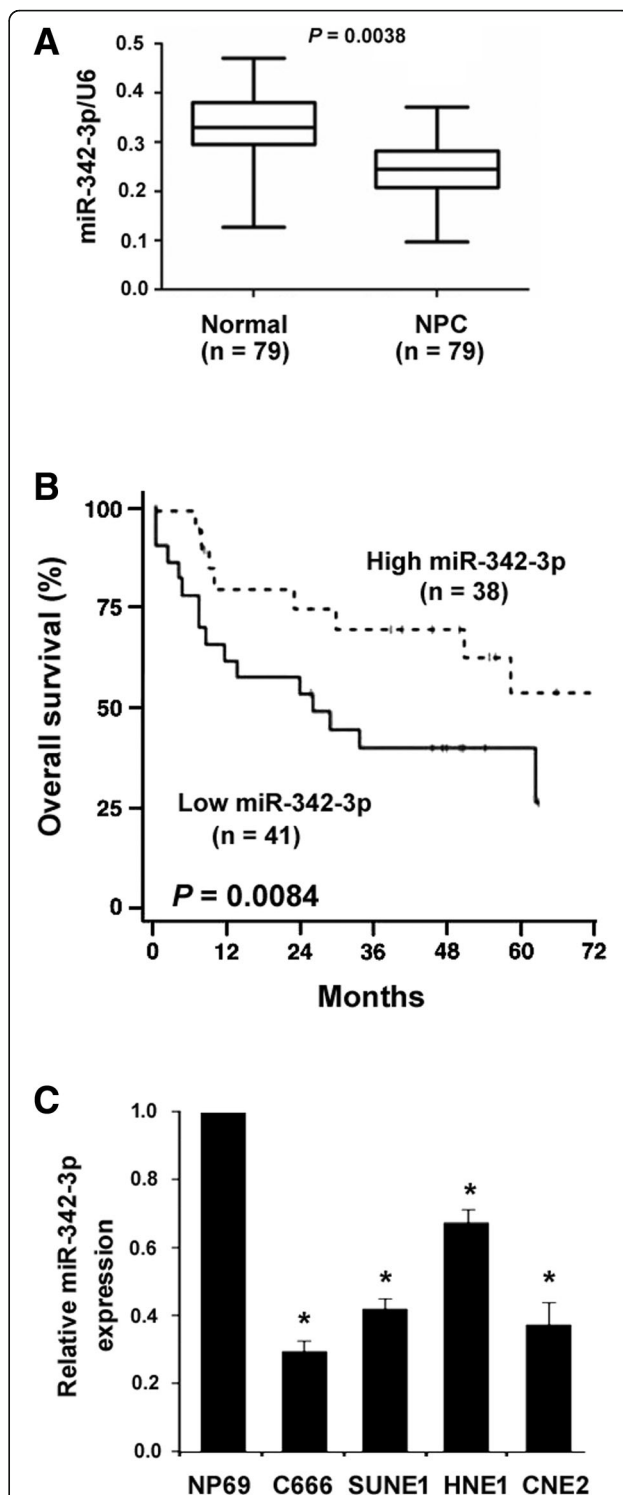 A
P = 0.0038
miR-342-3p/U6
0.5
0.4
0.3
0.2
0.1
0.0
Normal
(n = 79)
NPC
(n = 79)
B
Overall survival (%)
100
75
50
25
0
High miR-342-3p
(n = 38)
Low miR-342-3p
(n = 41)
P = 0.0084
0 12 24 36 48 60 72
Months
C
Relative miR-342-3p
expression
1.0
0.8
0.6
0.4
0.2
0.0
*
*
*
*
NP69 C666 SUNE1 HNE1 CNE2